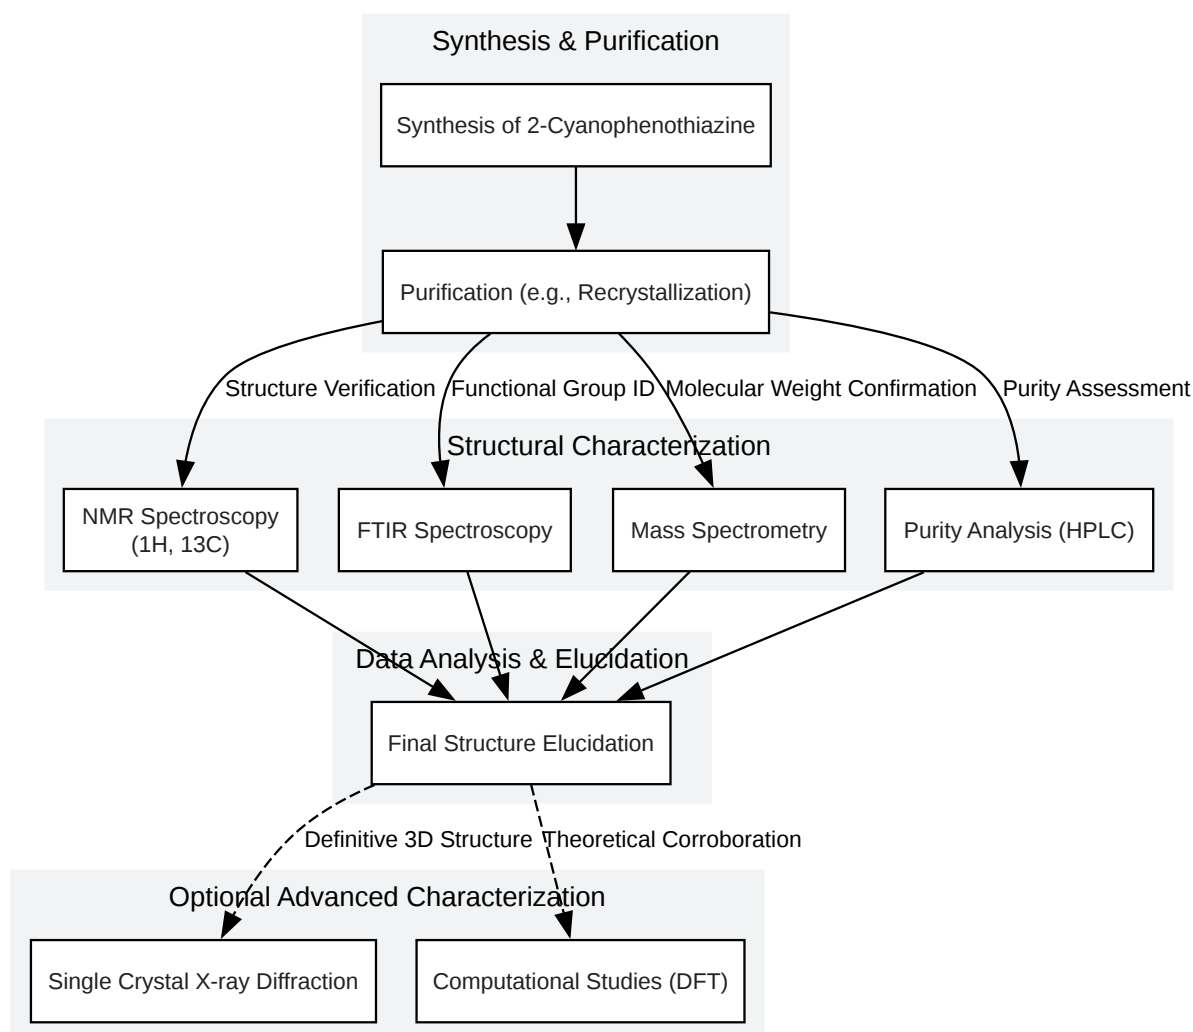 Synthesis & Purification
Synthesis of 2-Cyanophenothiazine
Purification (e.g., Recrystallization)
Structure Verification
Functional Group ID
Molecular Weight Confirmation
Purity Assessment
Structural Characterization
NMR Spectroscopy
(1H, 13C)
FTIR Spectroscopy
Mass Spectrometry
Purity Analysis (HPLC)
Data Analysis & Elucidation
Final Structure Elucidation
Definitive 3D Structure
Theoretical Corroboration
Optional Advanced Characterization
Single Crystal X-ray Diffraction
Computational Studies (DFT)